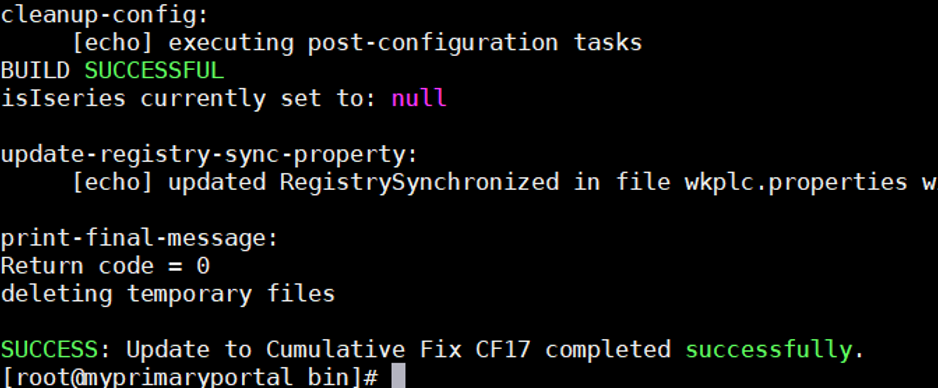 cleanup-config:
[echo] executing post-configuration tasks
BUILD SUCCESSFUL
isIseries currently set to: null
update-registry-sync-property:
[echo] updated RegistrySynchronized in file wkplc.properties w
print-final-message:
Return code = 0
deleting temporary files
SUCCESS: Update to Cumulative Fix CF17 completed successfully.
[root@myprimaryportal bin]#